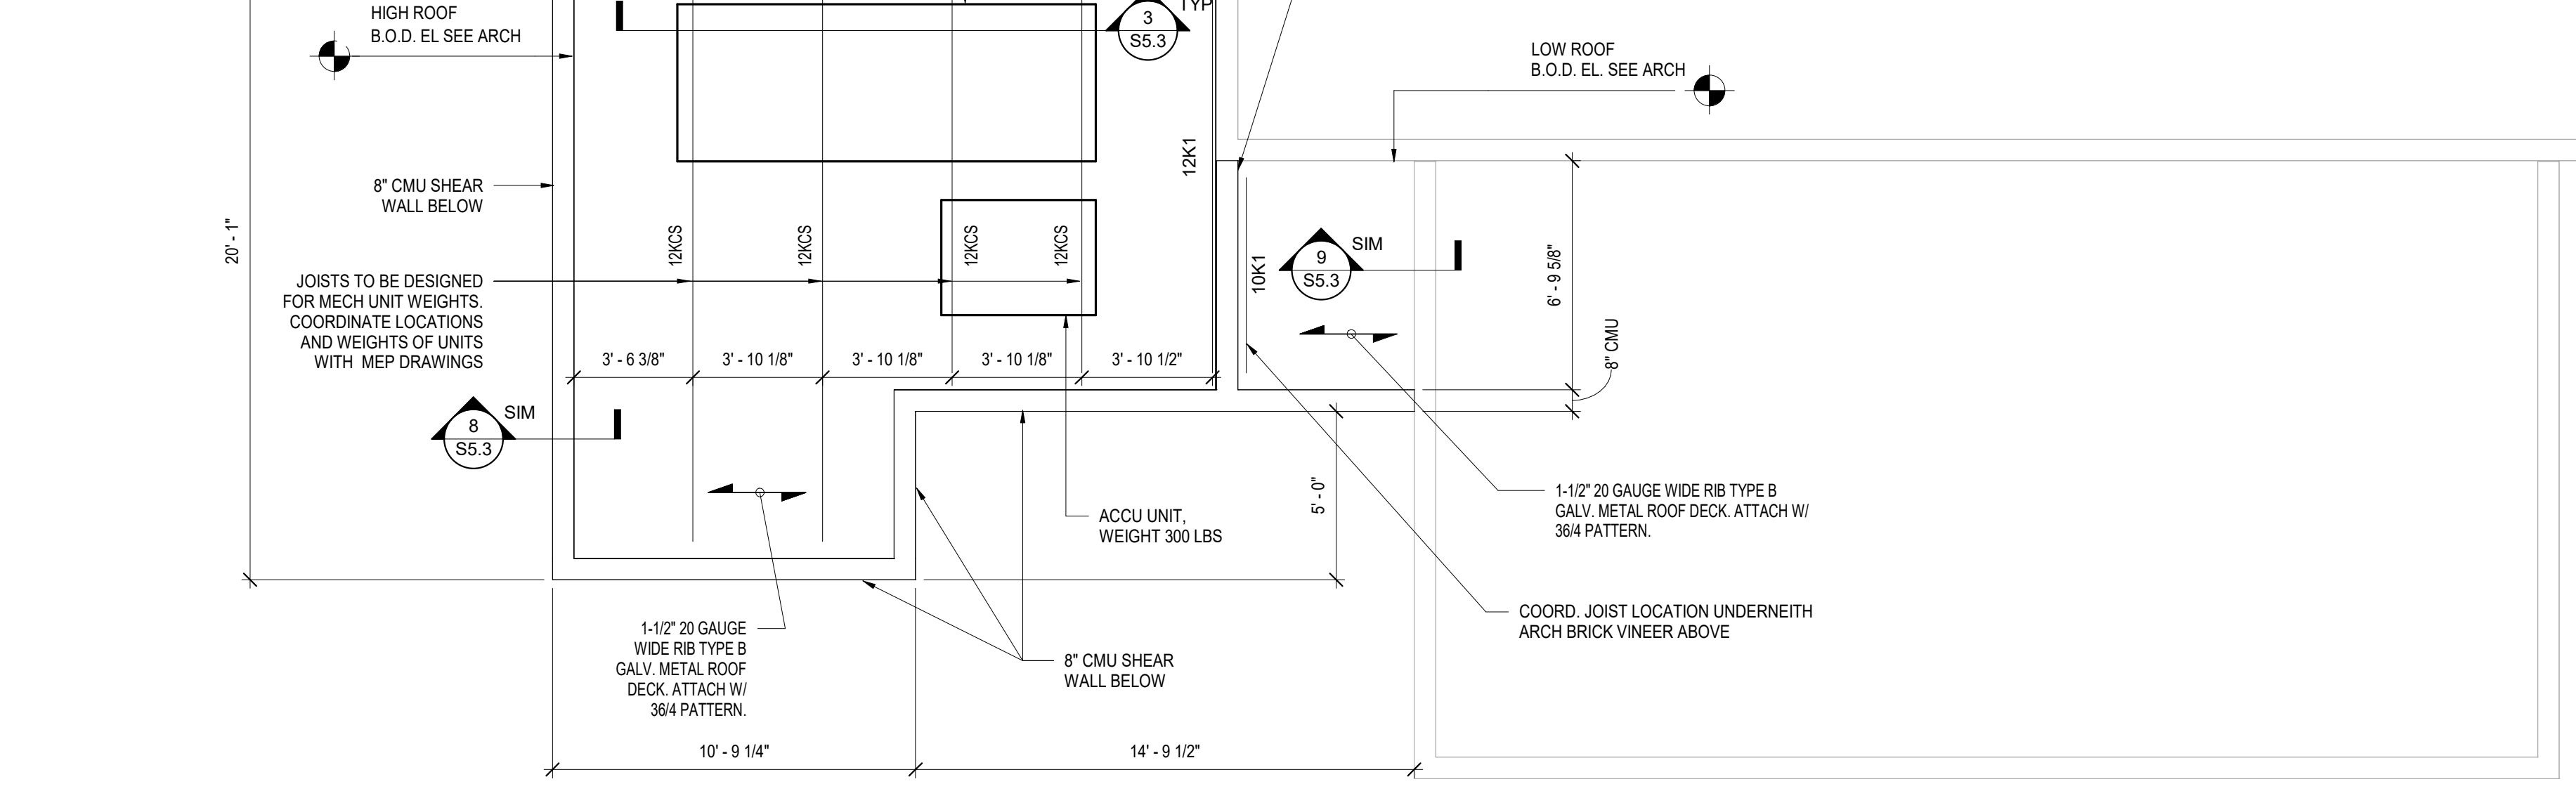 HIGH ROOF
B.O.D. EL SEE ARCH
3
S5.3
TYP
LOW ROOF
B.O.D. EL. SEE ARCH
12K1
8" CMU SHEAR
WALL BELOW
20' - 1"
12KCS
12KCS
12KCS
12KCS
10K1
9
S5.3
SIM
6' - 9 5/8"
8" CMU
JOISTS TO BE DESIGNED
FOR MECH UNIT WEIGHTS.
COORDINATE LOCATIONS
AND WEIGHTS OF UNITS
WITH MEP DRAWINGS
3' - 6 3/8"
3' - 10 1/8"
3' - 10 1/8"
3' - 10 1/8"
3' - 10 1/2"
8
S5.3
SIM
5' - 0"
ACCU UNIT,
WEIGHT 300 LBS
1-1/2" 20 GAUGE WIDE RIB TYPE B
GALV. METAL ROOF DECK. ATTACH W/
36/4 PATTERN.
COORD. JOIST LOCATION UNDERNEITH
ARCH BRICK VINEER ABOVE
1-1/2" 20 GAUGE
WIDE RIB TYPE B
GALV. METAL ROOF
DECK. ATTACH W/
36/4 PATTERN.
8" CMU SHEAR
WALL BELOW
10' - 9 1/4"
14' - 9 1/2"